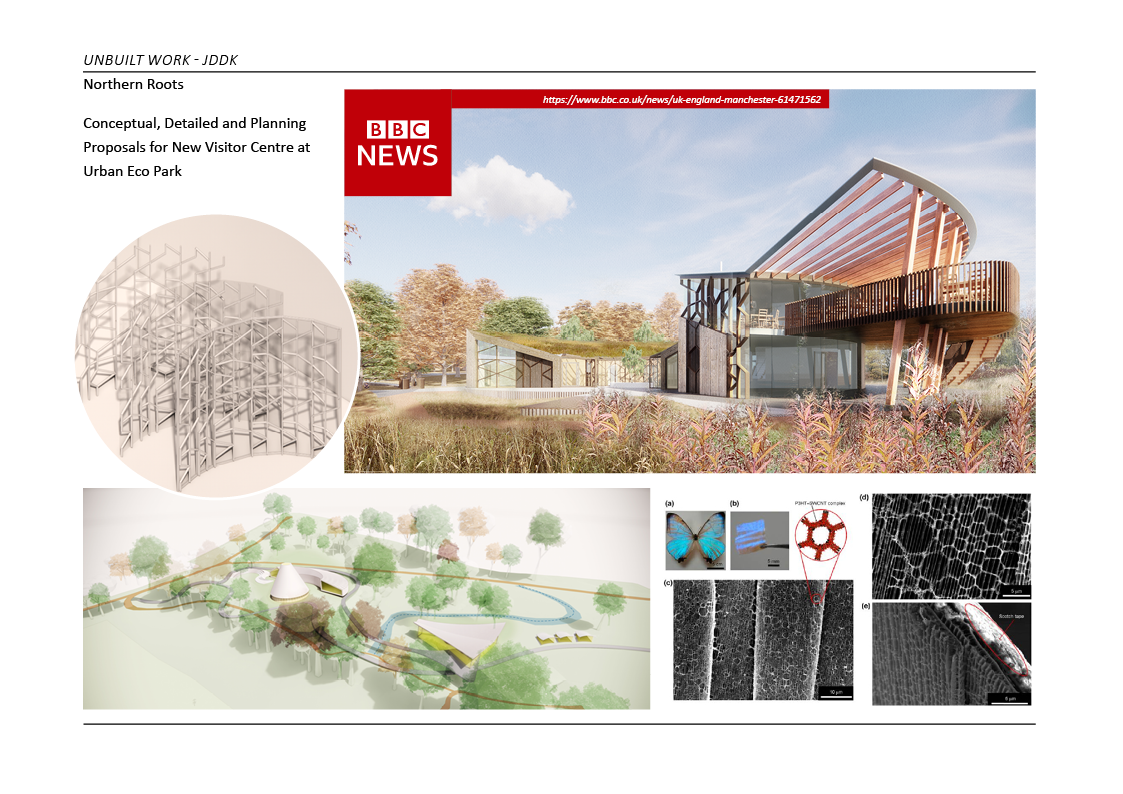 UNBUILT WORK - JDDK
Northern Roots
Conceptual, Detailed and Planning
Proposals for New Visitor Centre at
Urban Eco Park
https://www.bbc.co.uk/news/uk-england-manchester-61471562
BBC
NEWS
(a)
(b)
P3HT-SWCNT complex
(d)
5 μm
(c)
10 μm
(e)
Scotch tape